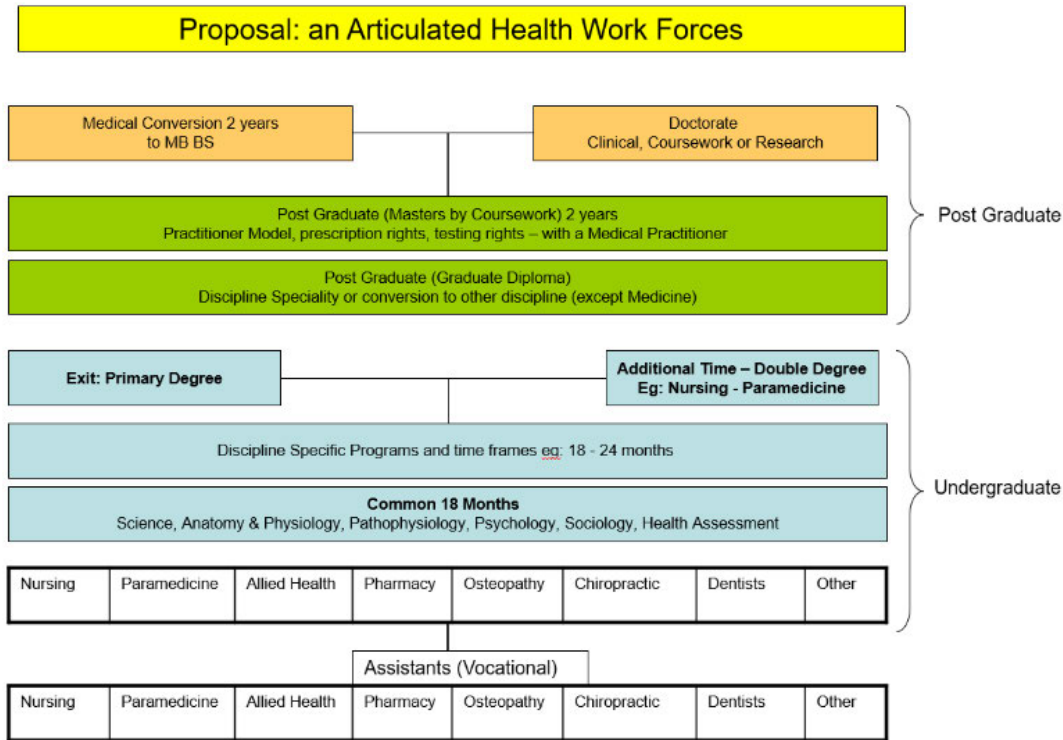 Proposal: an Articulated Health Work Forces
Medical Conversion 2 years
to MB BS
Doctorate
Clinical, Coursework or Research
Post Graduate (Masters by Coursework) 2 years
Practitioner Model, prescription rights, testing rights – with a Medical Practitioner
Post Graduate (Graduate Diploma)
Discipline Speciality or conversion to other discipline (except Medicine)
Post Graduate
Exit: Primary Degree
Additional Time – Double Degree
Eg: Nursing - Paramedicine
Discipline Specific Programs and time frames eg: 18 - 24 months
Common 18 Months
Science, Anatomy & Physiology, Pathophysiology, Psychology, Sociology, Health Assessment
Undergraduate
Nursing Paramedicine Allied Health Pharmacy Osteopathy Chiropractic Dentists Other
Assistants (Vocational)
Nursing Paramedicine Allied Health Pharmacy Osteopathy Chiropractic Dentists Other